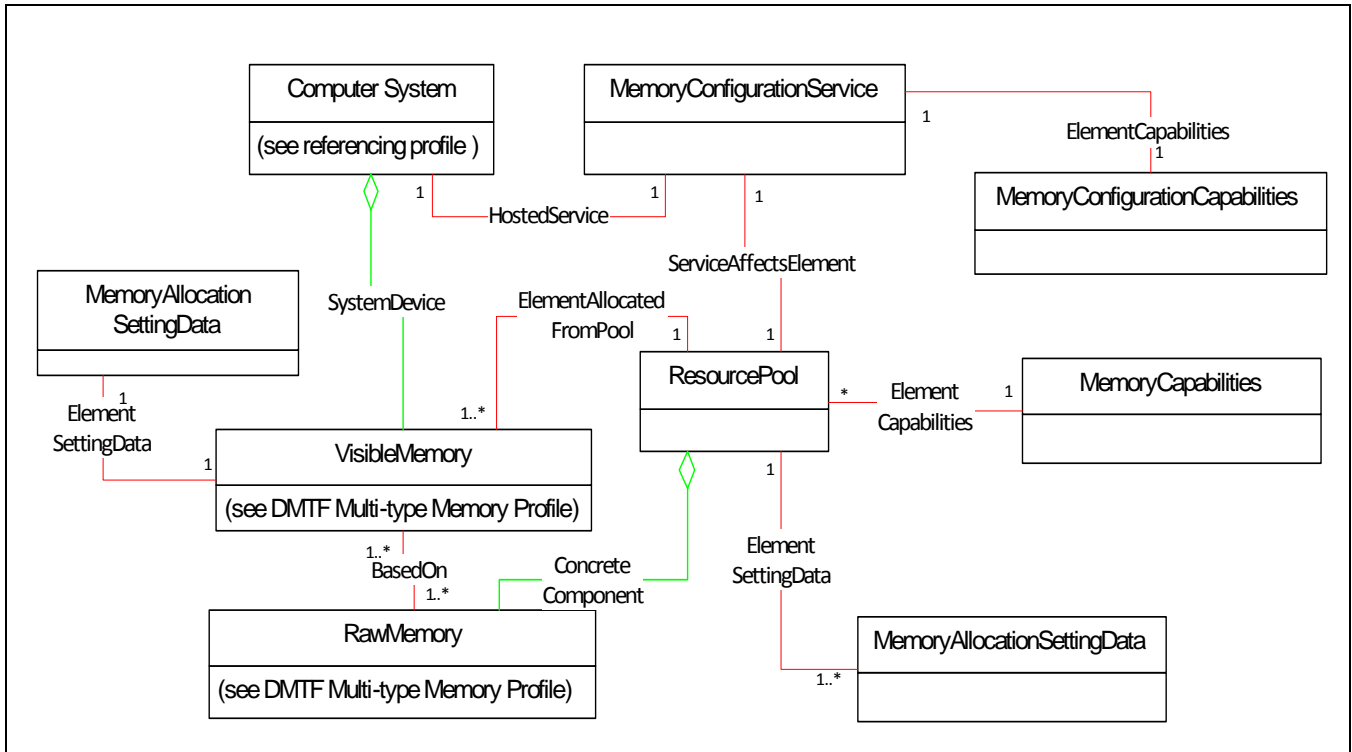 Computer System
(see referencing profile )
MemoryConfigurationService
1
ElementCapabilities
1
MemoryConfigurationCapabilities
1
HostedService
1
1
ServiceAffectsElement
1
MemoryAllocation
SettingData
SystemDevice
ElementAllocated
FromPool
1
1..*
ResourcePool
*
Element
Capabilities
1
MemoryCapabilities
1
Element
SettingData
1
VisibleMemory
(see DMTF Multi-type Memory Profile)
1..*
BasedOn
1..*
Concrete
Component
1
Element
SettingData
1..*
RawMemory
(see DMTF Multi-type Memory Profile)
MemoryAllocationSettingData